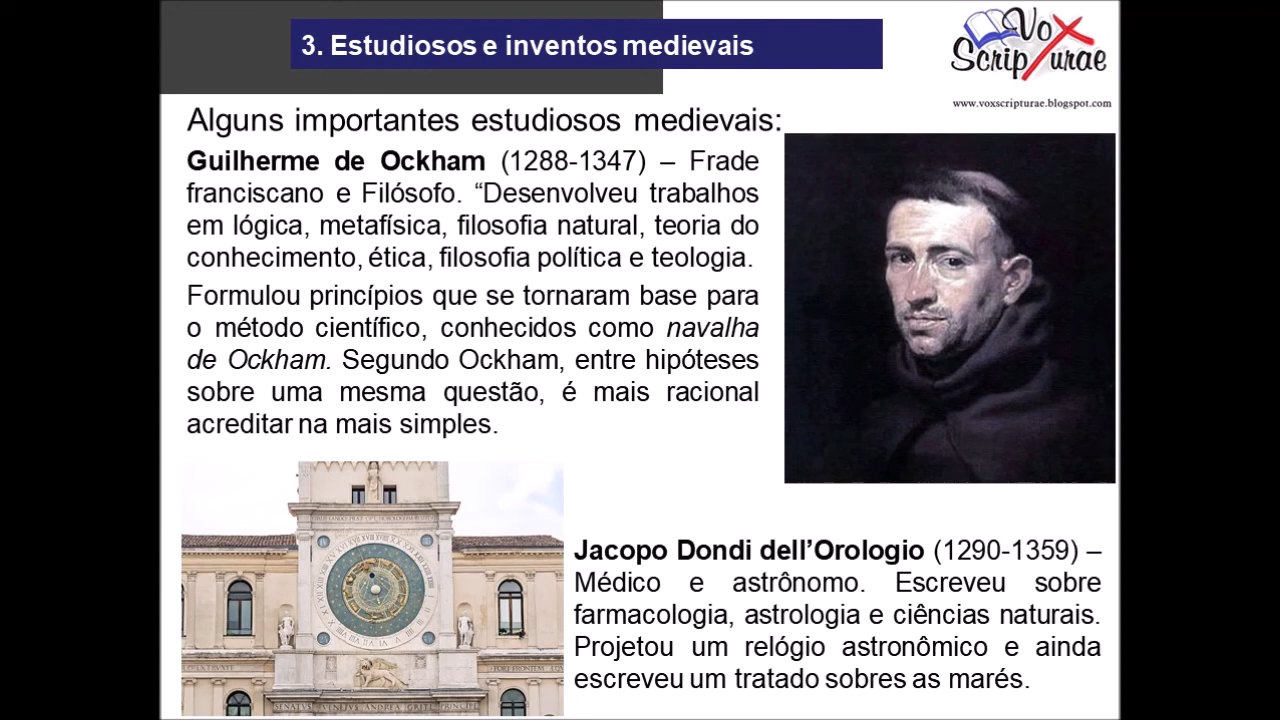 3. Estudiosos e inventos medievais
Vox
Scripturae
www.voxscripturae.blogspot.com
Alguns importantes estudiosos medievais:
Guilherme de Ockham (1288-1347) – Frade
franciscano e Filósofo. “Desenvolveu trabalhos
em lógica, metafísica, filosofia natural, teoria do
conhecimento, ética, filosofia política e teologia.
Formulou princípios que se tornaram base para
o método científico, conhecidos como navalha
de Ockham. Segundo Ockham, entre hipóteses
sobre uma mesma questão, é mais racional
acreditar na mais simples.
Jacopo Dondi dell’Orologio (1290-1359) –
Médico e astrônomo. Escreveu sobre
farmacologia, astrologia e ciências naturais.
Projetou um relógio astronômico e ainda
escreveu um tratado sobres as marés.